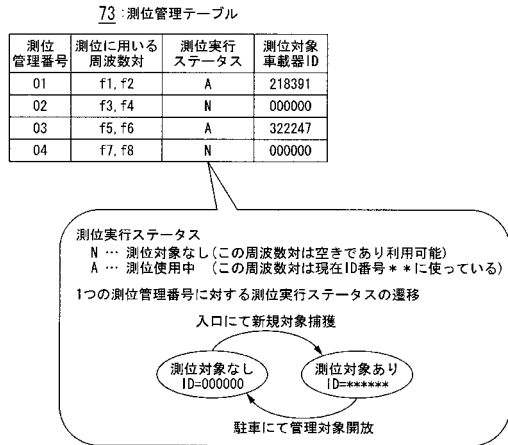 73:測位管理テーブル
測位管理番号 測位に用いる周波数対 測位実行ステータス 測位対象車載器ID
01 f1,f2 A 218391
02 f3,f4 N 000000
03 f5,f6 A 322247
04 f7,f8 N 000000
測位実行ステータス
N … 測位対象なし(この周波数対は空きであり利用可能)
A … 測位使用中 (この周波数対は現在ID番号**に使っている)
1つの測位管理番号に対する測位実行ステータスの遷移
入口にて新規対象捕獲
測位対象なし
ID=000000
測位対象あり
ID=******
駐車にて管理対象開放